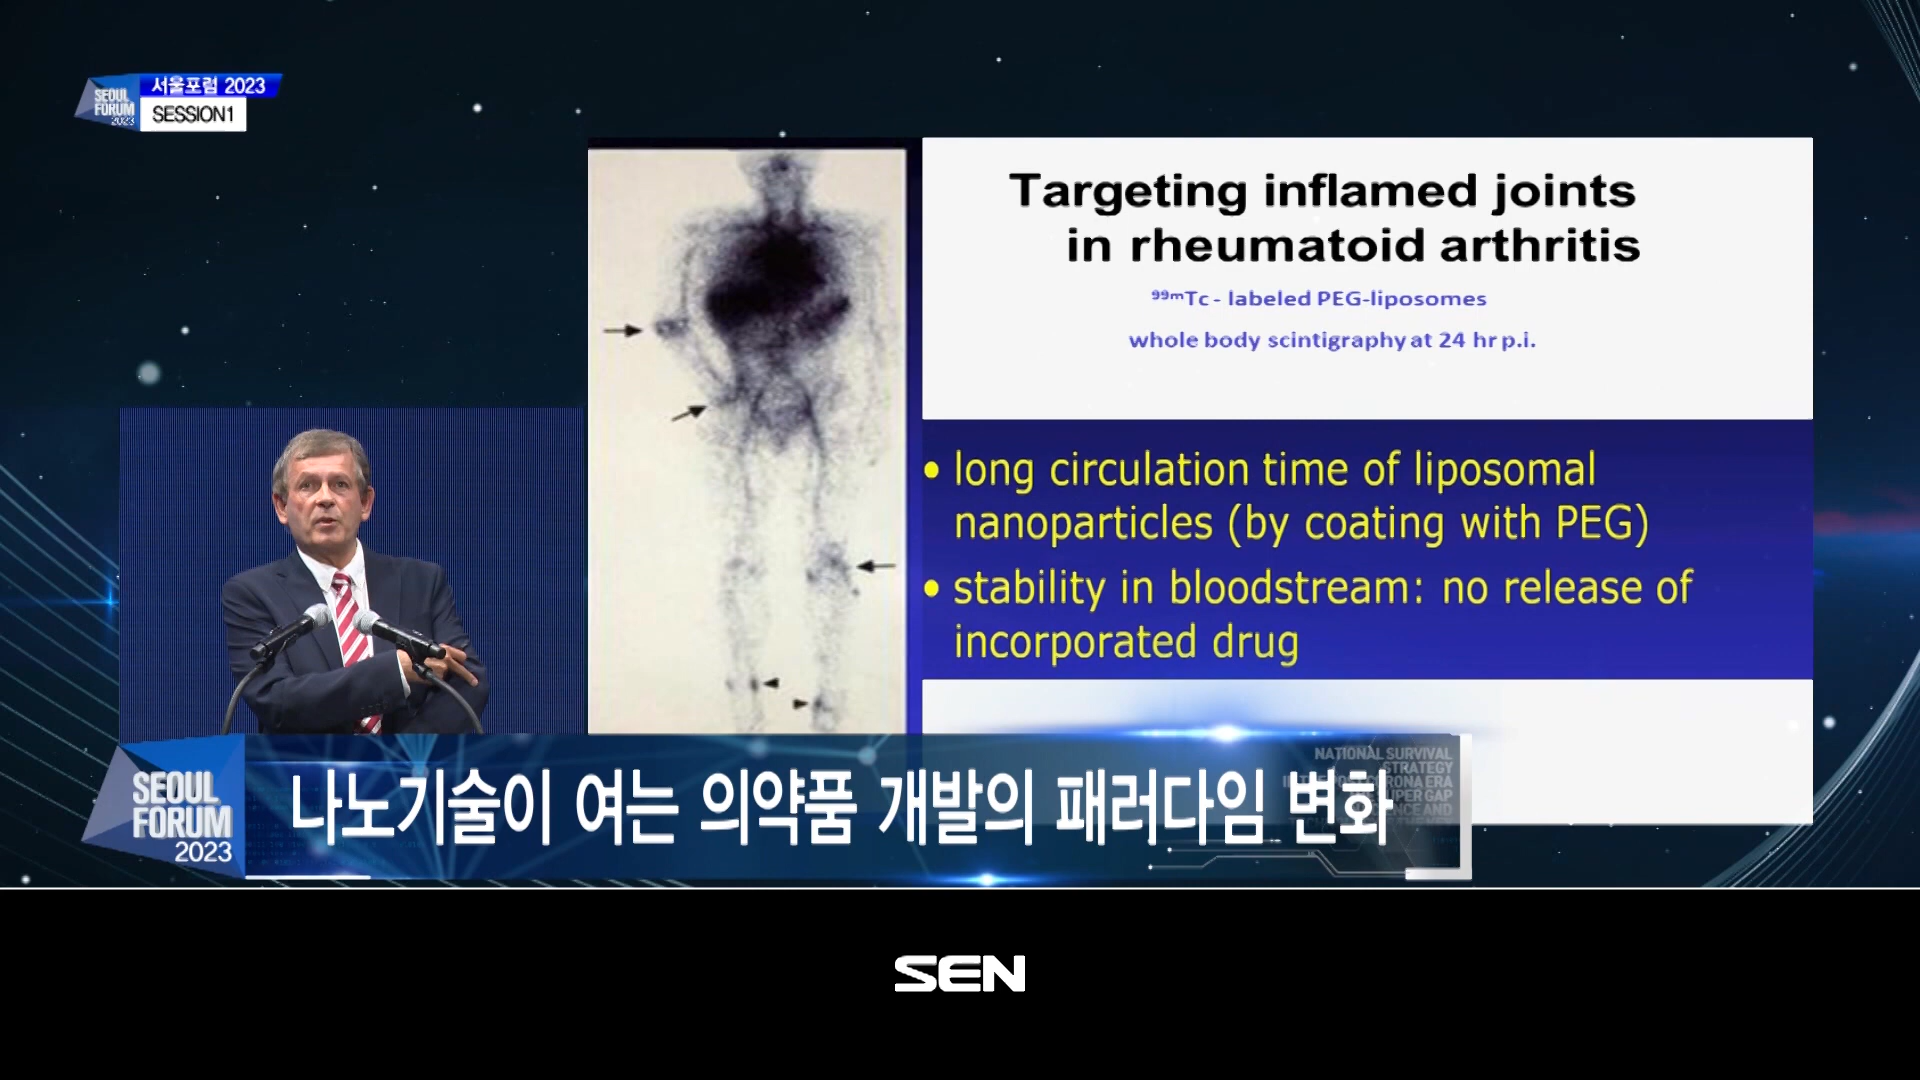 서울포럼 2023
SEOUL
FORUM
2023
SESSION1
Targeting inflamed joints
in rheumatoid arthritis
⁹⁹ᵐTc - labeled PEG-liposomes
whole body scintigraphy at 24 hr p.i.
• long circulation time of liposomal
nanoparticles (by coating with PEG)
• stability in bloodstream: no release of
incorporated drug
SEOUL
FORUM
2023
나노기술이 여는 의약품 개발의 패러다임 변화
NATIONAL SURVIVAL
STRATEGY
SEN